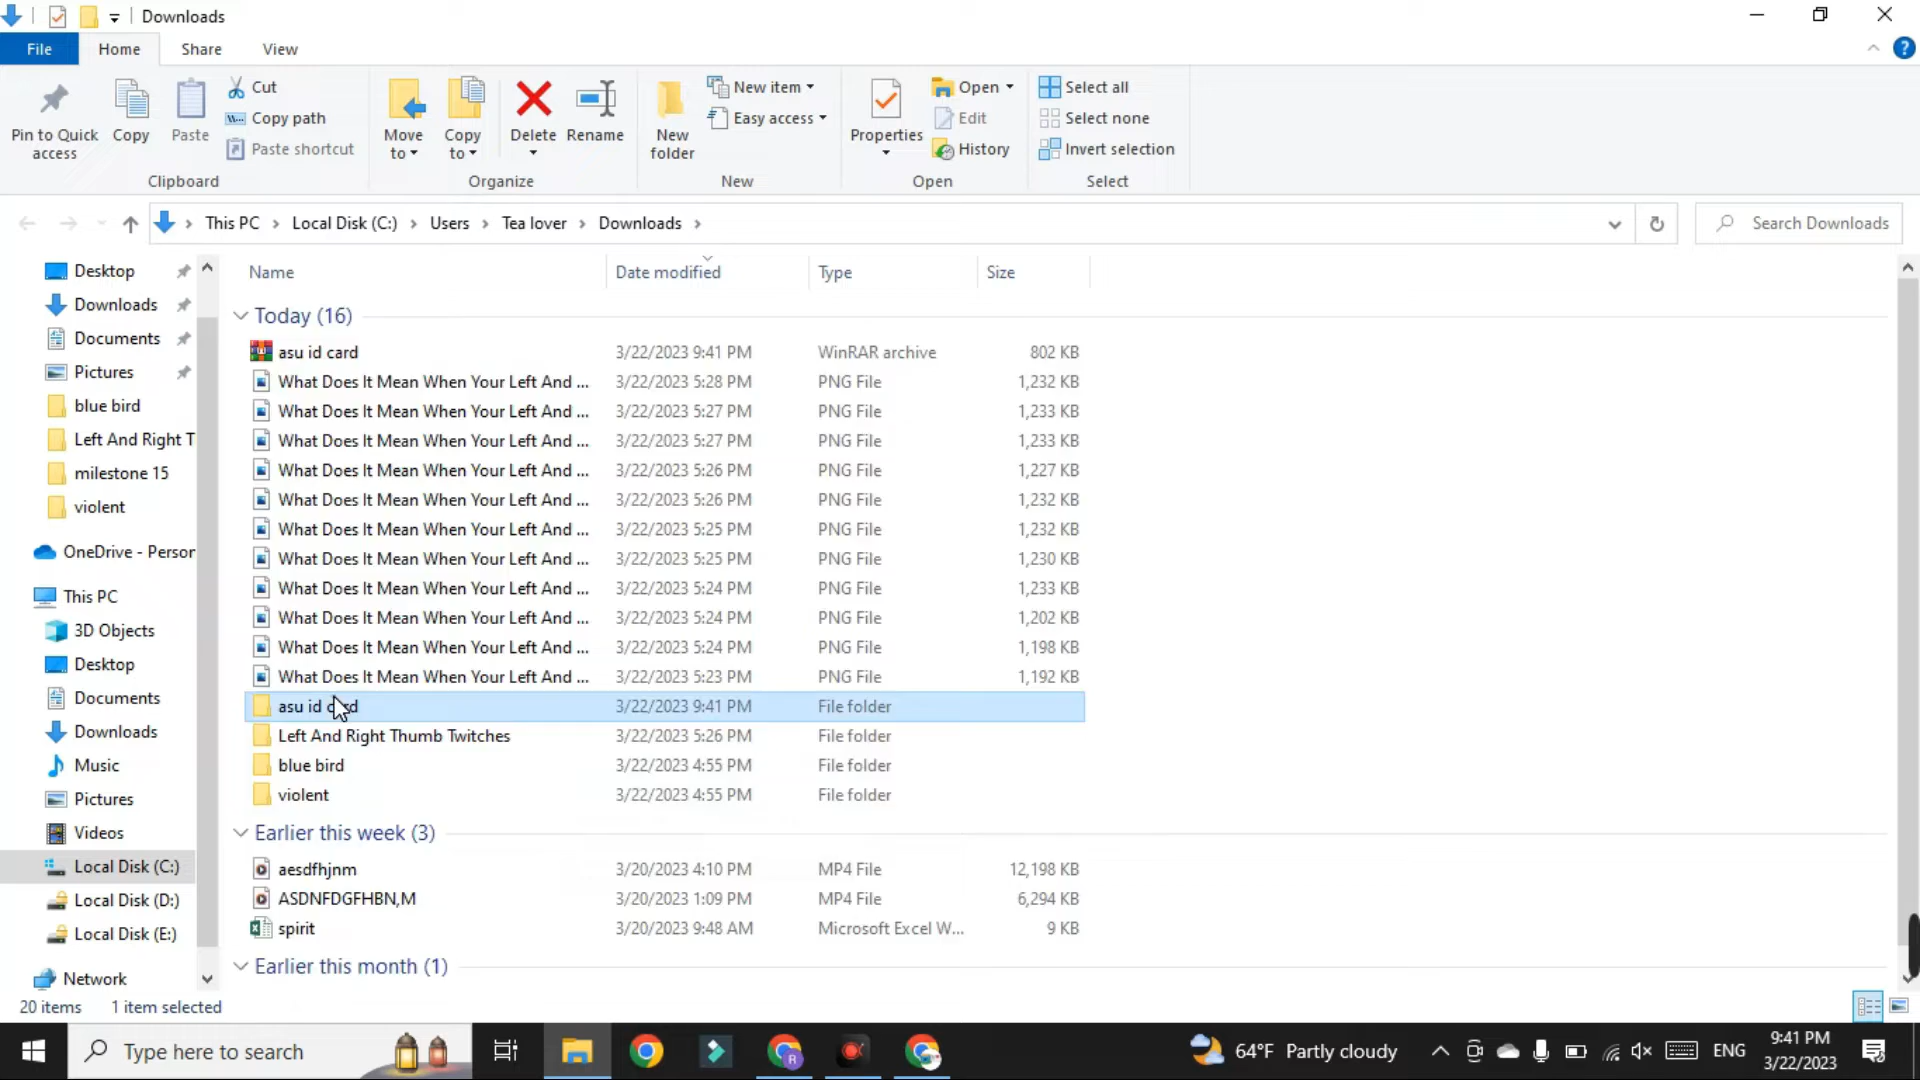 Downloads
File Home Share View
Pin to Quick access
Copy
Paste
Cut
Copy path
Paste shortcut
Clipboard
Move to
Copy to
Delete
Rename
Organize
New folder
New item
Easy access
New
Properties
Open
Edit
History
Open
Select all
Select none
Invert selection
Select
This PC > Local Disk (C:) > Users > Tea lover > Downloads >
Search Downloads
Desktop
Downloads
Documents
Pictures
blue bird
Left And Right T
milestone 15
violent
OneDrive - Person
This PC
3D Objects
Desktop
Documents
Downloads
Music
Pictures
Videos
Local Disk (C:)
Local Disk (D:)
Local Disk (E:)
Network
Name Date modified Type Size
Today (16)
asu id card 3/22/2023 9:41 PM WinRAR archive 802 KB
What Does It Mean When Your Left And ... 3/22/2023 5:28 PM PNG File 1,232 KB
What Does It Mean When Your Left And ... 3/22/2023 5:27 PM PNG File 1,233 KB
What Does It Mean When Your Left And ... 3/22/2023 5:27 PM PNG File 1,233 KB
What Does It Mean When Your Left And ... 3/22/2023 5:26 PM PNG File 1,227 KB
What Does It Mean When Your Left And ... 3/22/2023 5:26 PM PNG File 1,232 KB
What Does It Mean When Your Left And ... 3/22/2023 5:25 PM PNG File 1,232 KB
What Does It Mean When Your Left And ... 3/22/2023 5:25 PM PNG File 1,230 KB
What Does It Mean When Your Left And ... 3/22/2023 5:24 PM PNG File 1,233 KB
What Does It Mean When Your Left And ... 3/22/2023 5:24 PM PNG File 1,202 KB
What Does It Mean When Your Left And ... 3/22/2023 5:24 PM PNG File 1,198 KB
What Does It Mean When Your Left And ... 3/22/2023 5:23 PM PNG File 1,192 KB
asu id card 3/22/2023 9:41 PM File folder
Left And Right Thumb Twitches 3/22/2023 5:26 PM File folder
blue bird 3/22/2023 4:55 PM File folder
violent 3/22/2023 4:55 PM File folder
Earlier this week (3)
aesdfhjnm 3/20/2023 4:10 PM MP4 File 12,198 KB
ASDNFDGFHBN,M 3/20/2023 1:09 PM MP4 File 6,294 KB
spirit 3/20/2023 9:48 AM Microsoft Excel W... 9 KB
Earlier this month (1)
20 items 1 item selected
Type here to search
64°F Partly cloudy
ENG
9:41 PM
3/22/2023